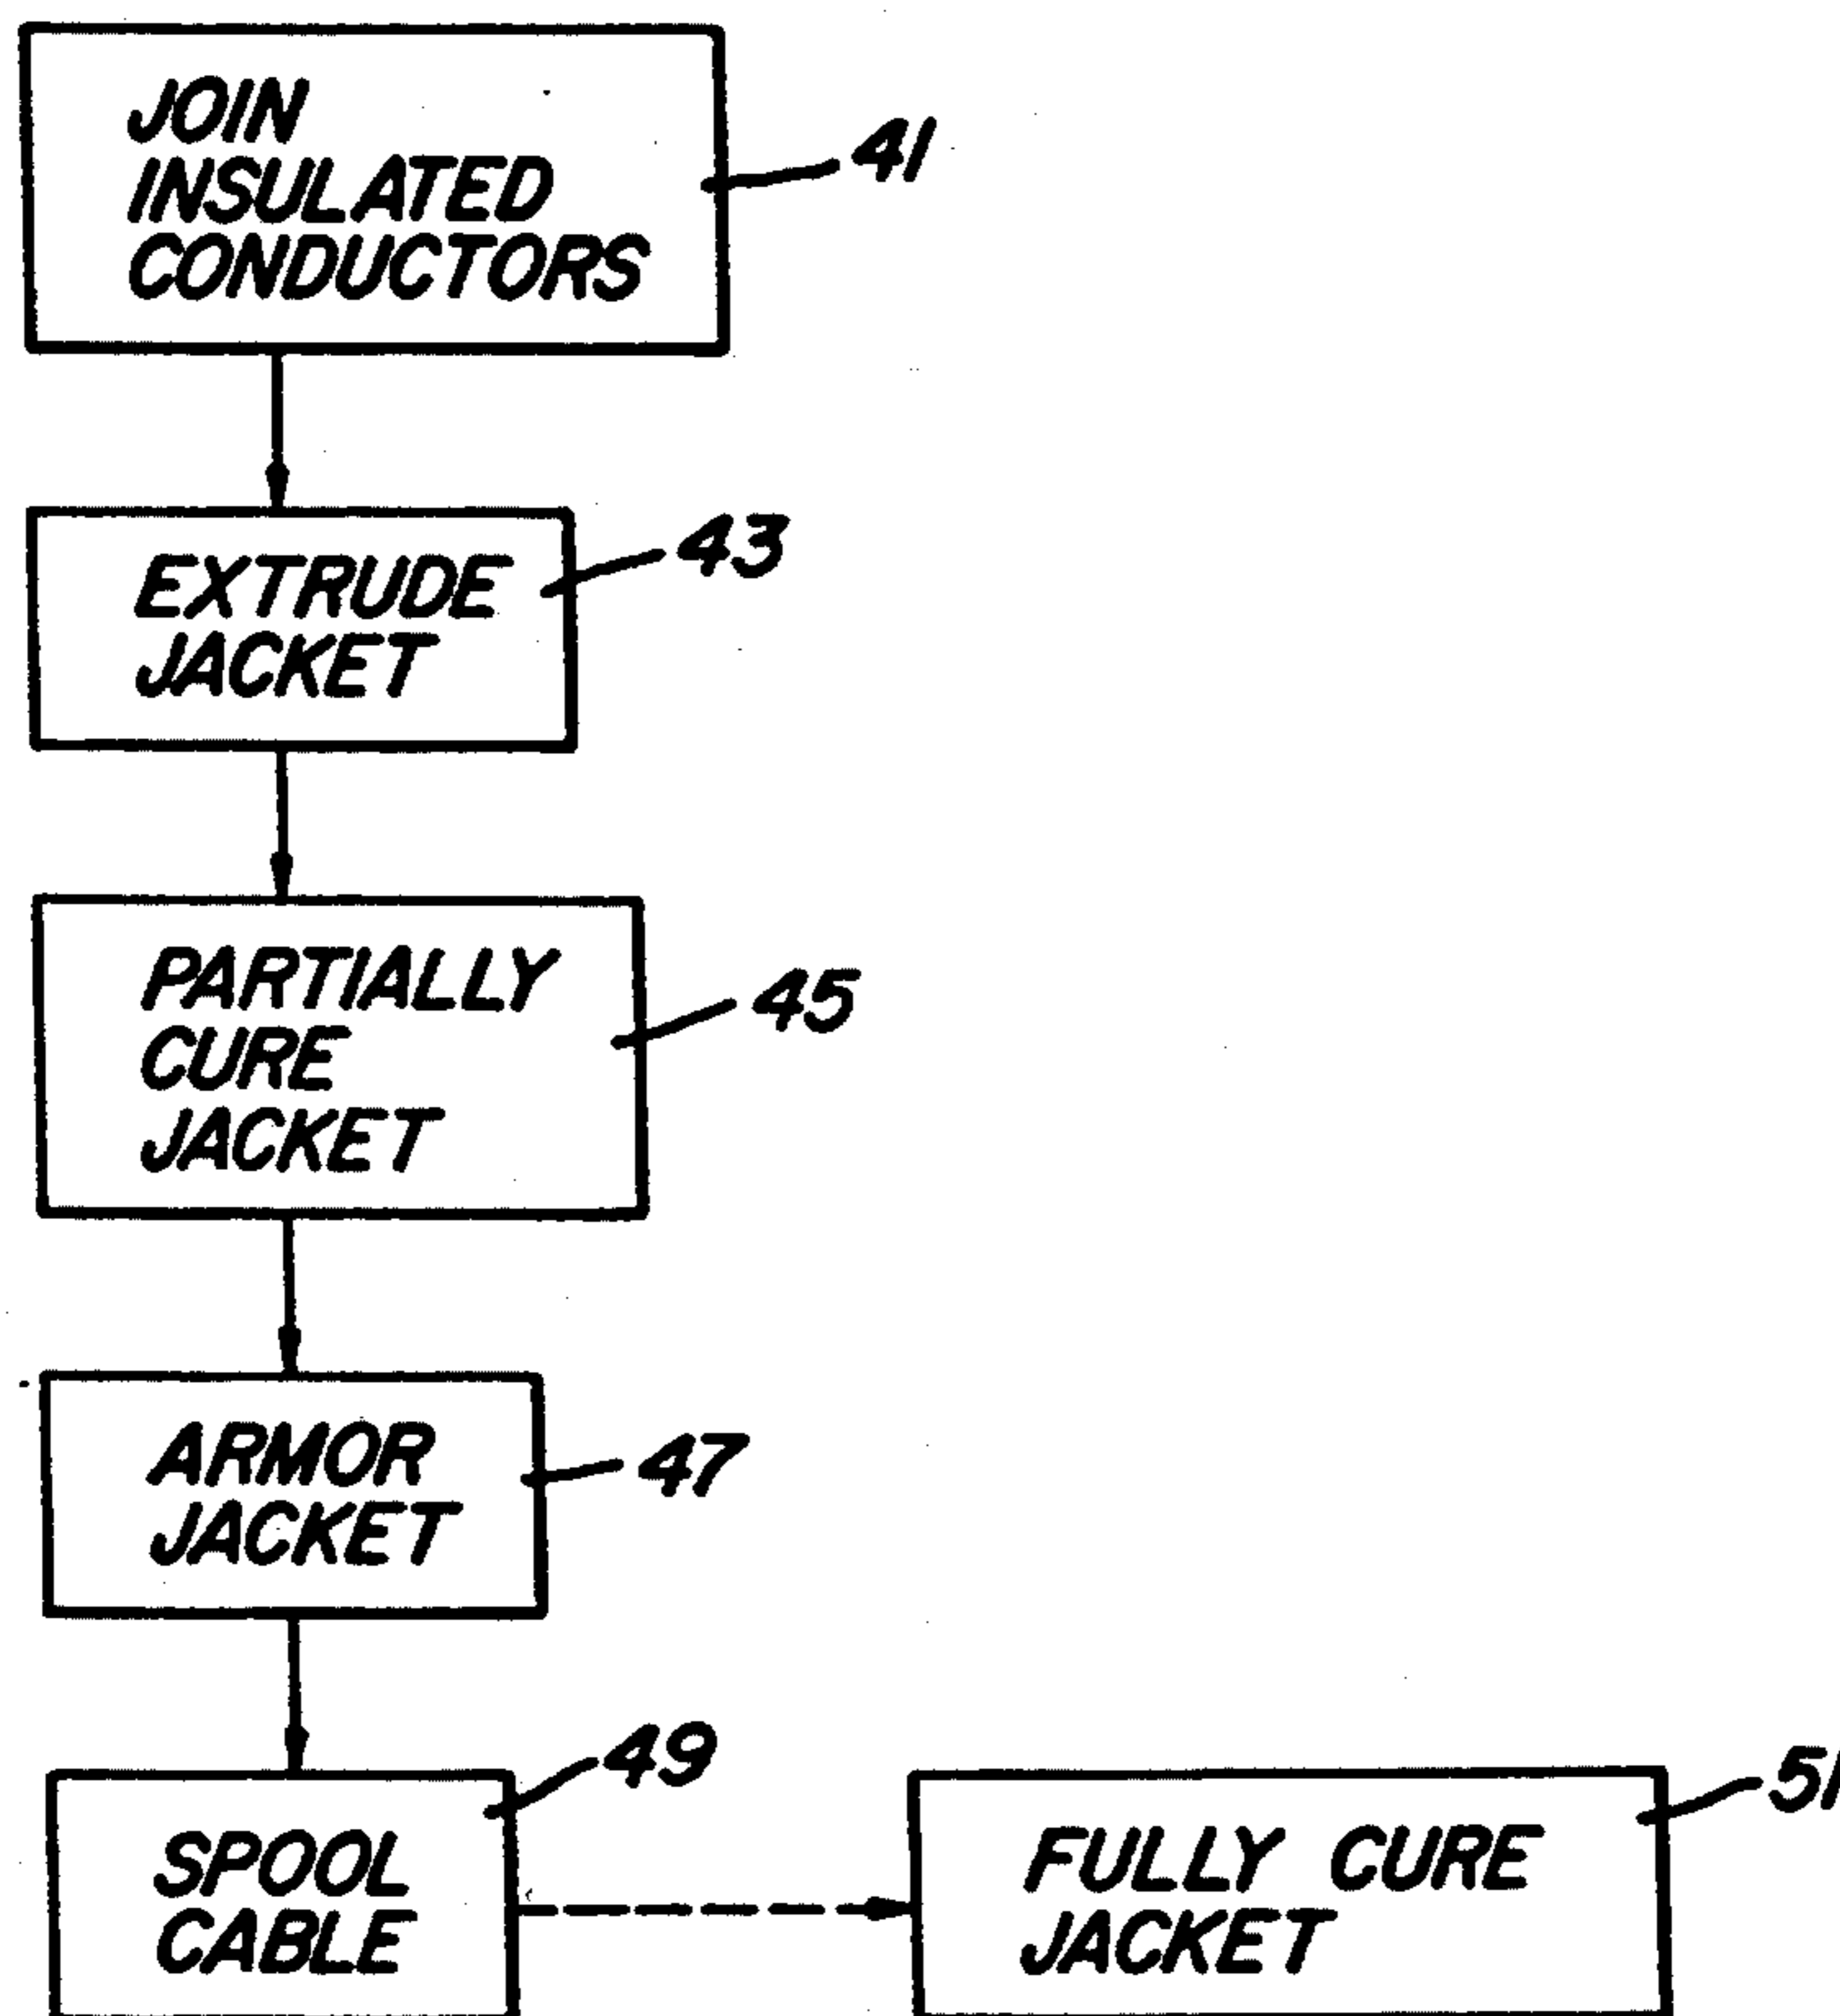 JOIN
INSULATED
CONDUCTORS
41
EXTRUDE
JACKET
43
PARTIALLY
CURE
JACKET
45
ARMOR
JACKET
47
SPOOL
CABLE
49
FULLY CURE
JACKET
51